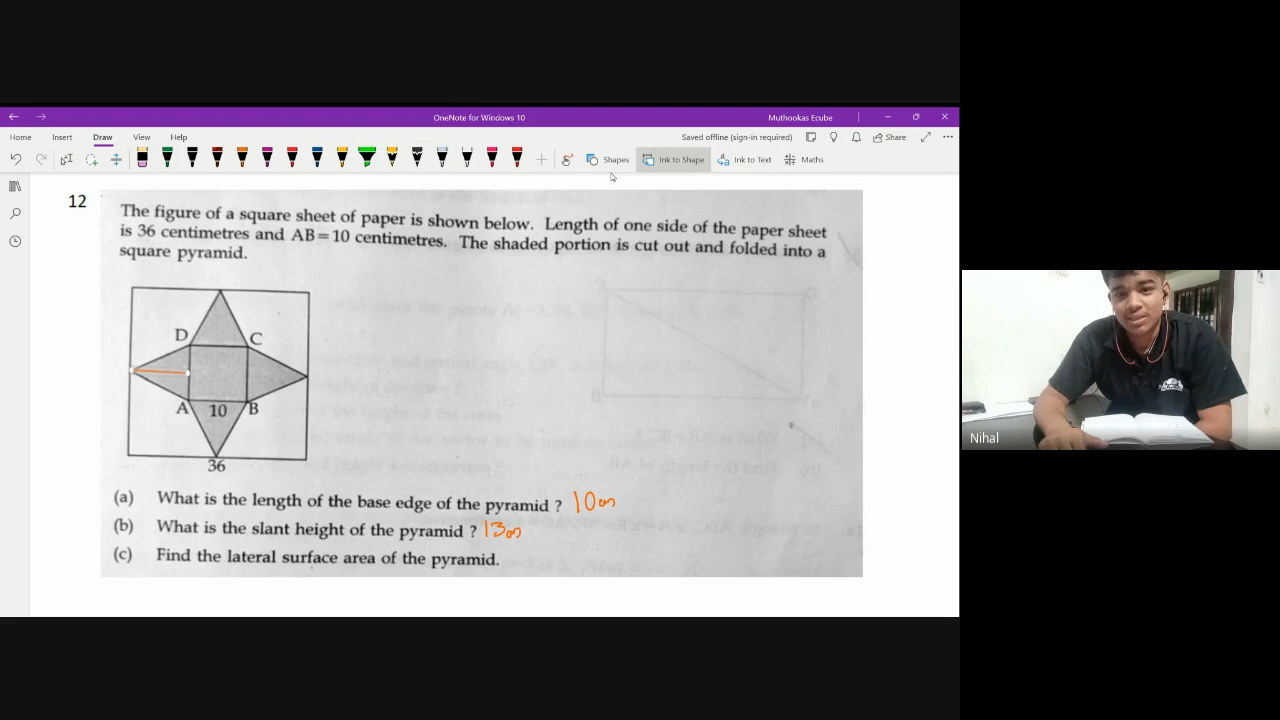 OneNote for Windows 10
Muthookas Ecube
Home Insert Draw View Help
Saved offline (sign-in required)
Share
Shapes
Ink to Shape
Ink to Text
Maths
12
The figure of a square sheet of paper is shown below. Length of one side of the paper sheet
is 36 centimetres and AB=10 centimetres. The shaded portion is cut out and folded into a
square pyramid.
D C
A 10 B
36
(a) What is the length of the base edge of the pyramid ? 10cm
(b) What is the slant height of the pyramid ? 13cm
(c) Find the lateral surface area of the pyramid.
Nihal